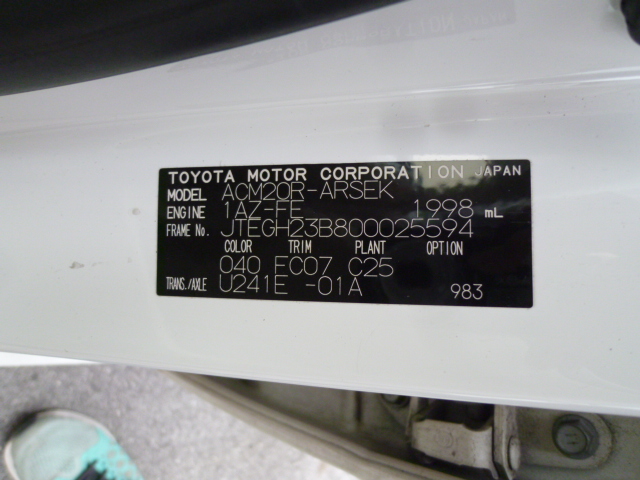 TOYOTA MOTOR CORPORATION JAPAN
MODEL ACM20R-ARSEK
ENGINE 1AZ-FE 1998 mL
FRAME No. JTEGH23B800025594
COLOR TRIM PLANT OPTION
040 EC07 C25
TRANS./AXLE U241E -01A 983